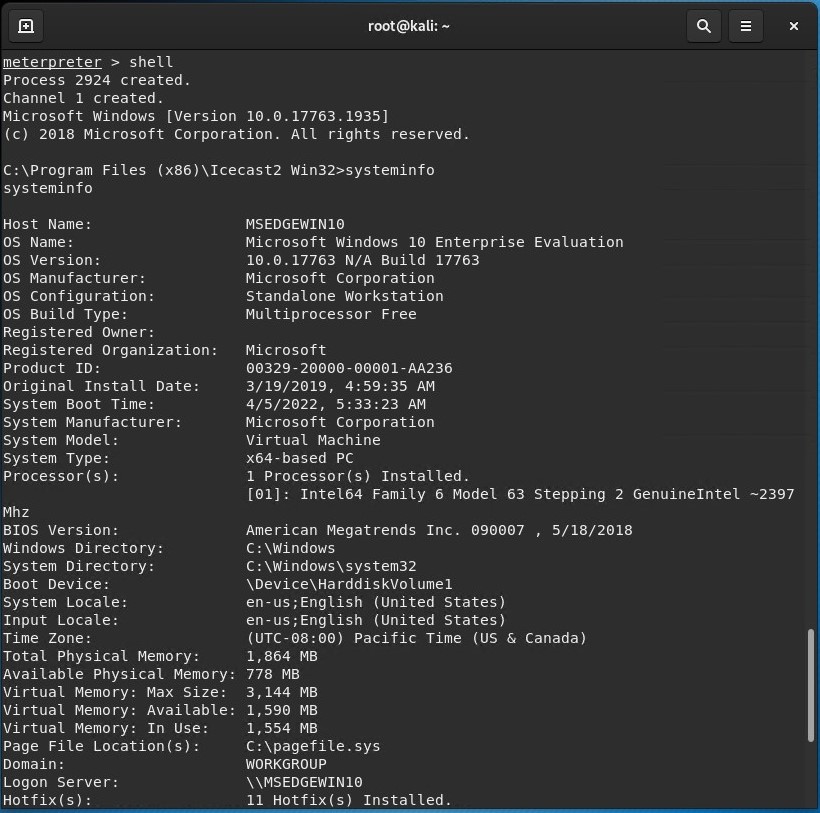 root@kali: ~
meterpreter > shell
Process 2924 created.
Channel 1 created.
Microsoft Windows [Version 10.0.17763.1935]
(c) 2018 Microsoft Corporation. All rights reserved.
C:\Program Files (x86)\Icecast2 Win32>systeminfo
systeminfo
Host Name:                 MSEDGEWIN10
OS Name:                   Microsoft Windows 10 Enterprise Evaluation
OS Version:                10.0.17763 N/A Build 17763
OS Manufacturer:           Microsoft Corporation
OS Configuration:          Standalone Workstation
OS Build Type:             Multiprocessor Free
Registered Owner:
Registered Organization:   Microsoft
Product ID:                00329-20000-00001-AA236
Original Install Date:     3/19/2019, 4:59:35 AM
System Boot Time:          4/5/2022, 5:33:23 AM
System Manufacturer:       Microsoft Corporation
System Model:              Virtual Machine
System Type:               x64-based PC
Processor(s):              1 Processor(s) Installed.
                           [01]: Intel64 Family 6 Model 63 Stepping 2 GenuineIntel ~2397
Mhz
BIOS Version:              American Megatrends Inc. 090007 , 5/18/2018
Windows Directory:         C:\Windows
System Directory:          C:\Windows\system32
Boot Device:               \Device\HarddiskVolume1
System Locale:             en-us;English (United States)
Input Locale:              en-us;English (United States)
Time Zone:                 (UTC-08:00) Pacific Time (US & Canada)
Total Physical Memory:     1,864 MB
Available Physical Memory: 778 MB
Virtual Memory: Max Size:  3,144 MB
Virtual Memory: Available: 1,590 MB
Virtual Memory: In Use:    1,554 MB
Page File Location(s):     C:\pagefile.sys
Domain:                    WORKGROUP
Logon Server:              \\MSEDGEWIN10
Hotfix(s):                 11 Hotfix(s) Installed.